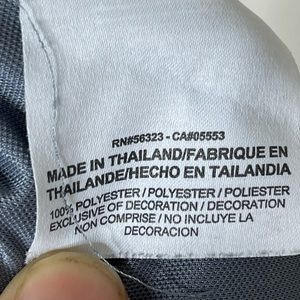 RN#56323 - CA#05553
MADE IN THAILAND/FABRIQUE EN
THAILANDE/HECHO EN TAILANDIA
100% POLYESTER / POLYESTER / POLIESTER
EXCLUSIVE OF DECORATION / DECORATION
NON COMPRISE / NO INCLUYE LA
DECORACION